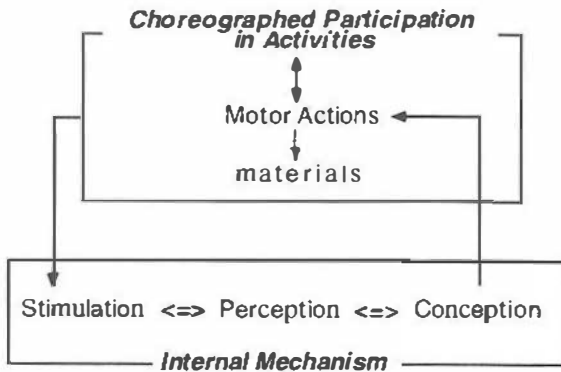 Choreographed Participation
in Activities
Motor Actions
materials
Stimulation <=> Perception <=> Conception
Internal Mechanism